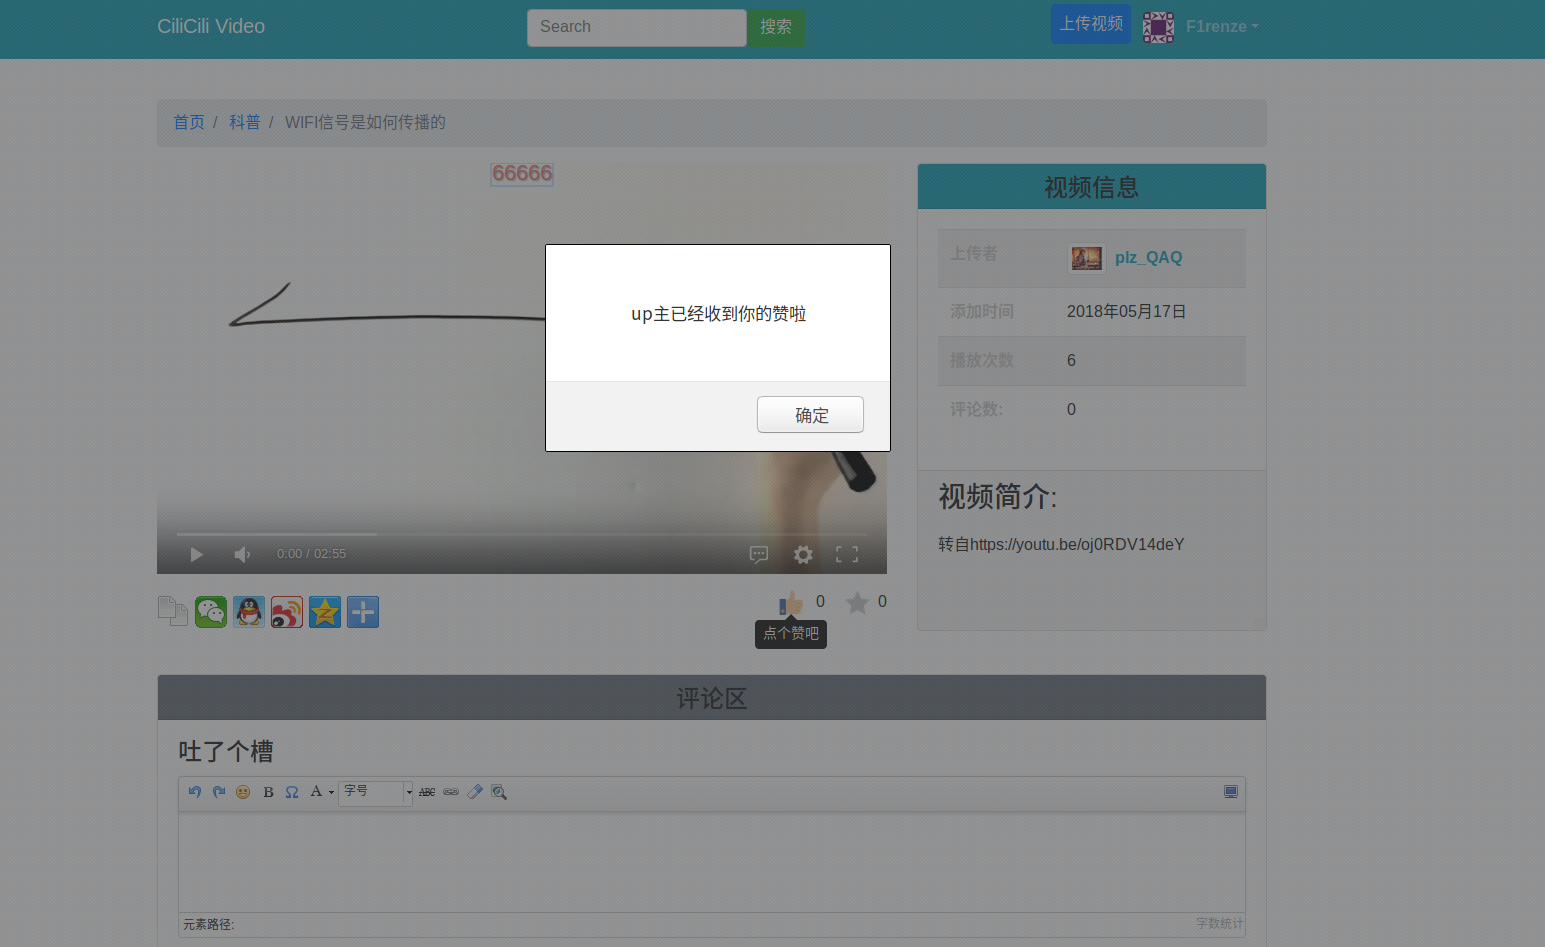 CiliCili Video
Search
搜索
上传视频
F1renze
首页 / 科普 / WIFI信号是如何传播的
66666
up主已经收到你的赞啦
确定
0:00 / 02:55
0
0
点个赞吧
视频信息
上传者 plz_QAQ
添加时间 2018年05月17日
播放次数 6
评论数: 0
视频简介:
转自https://youtu.be/oj0RDV14deY
评论区
吐了个槽
B Ω A 字号 ABC
元素路径:
字数统计